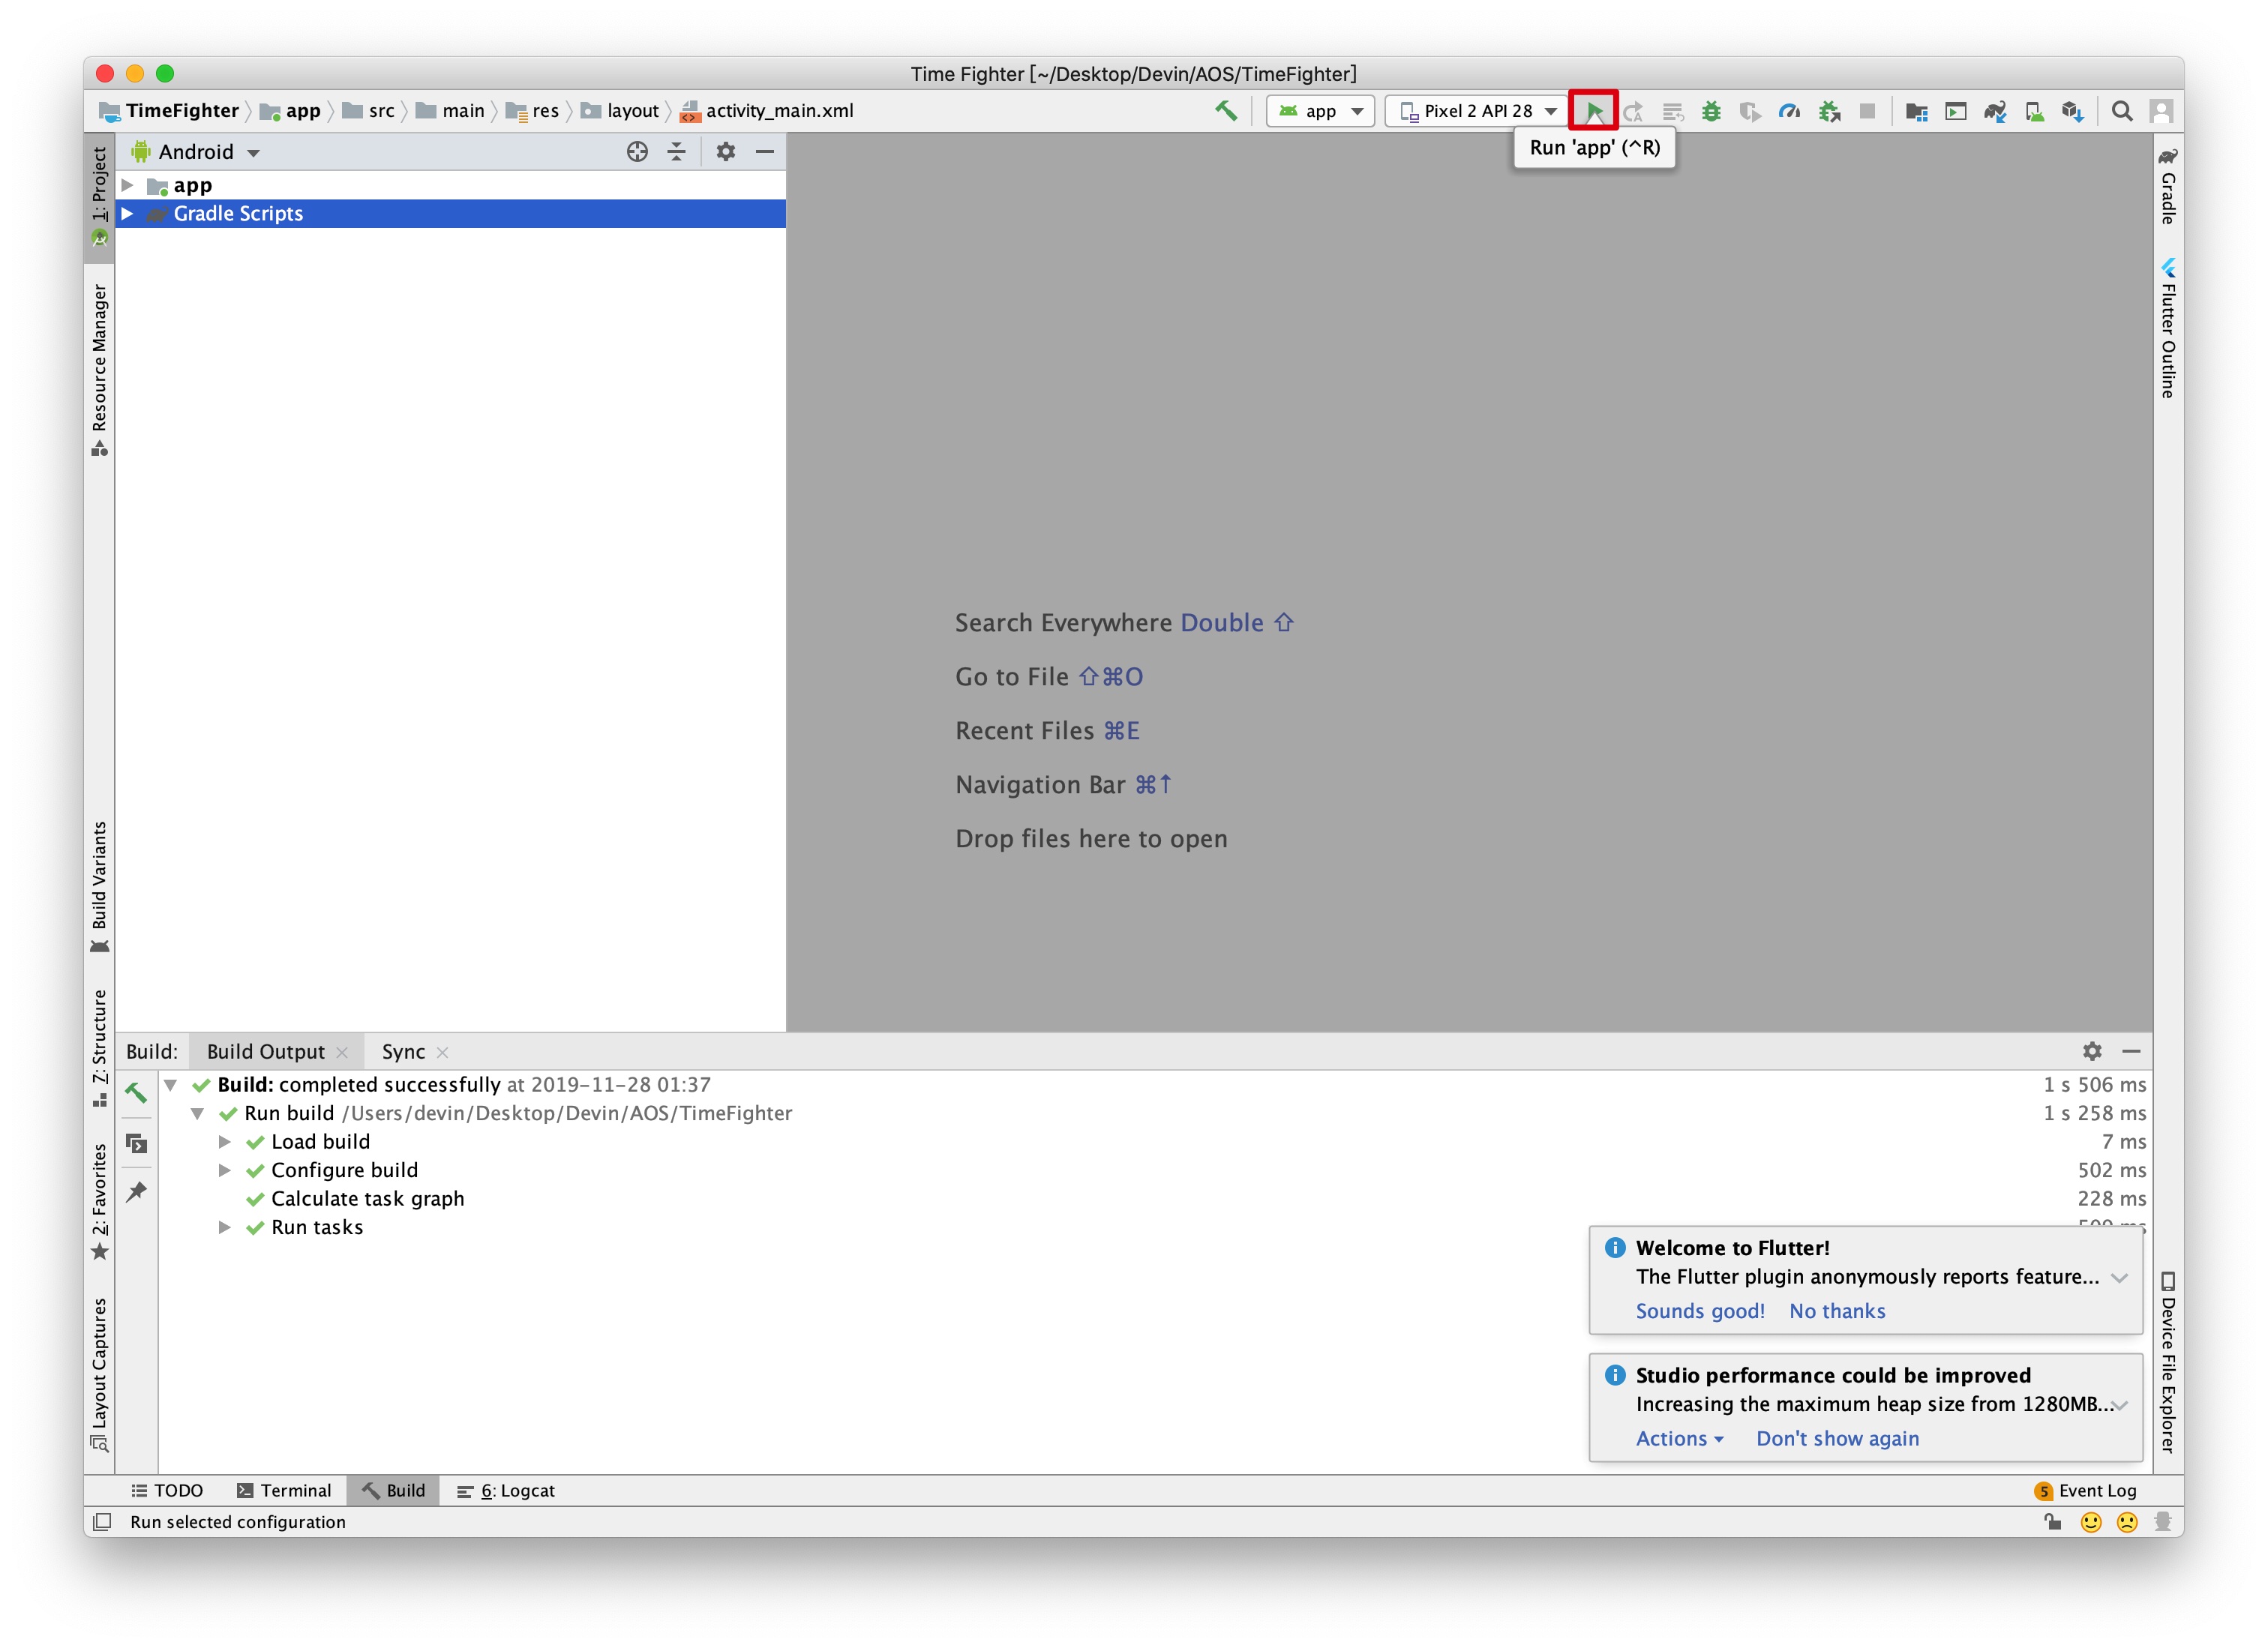 Time Fighter [~/Desktop/Devin/AOS/TimeFighter]
TimeFighter app src main res layout activity_main.xml
app Pixel 2 API 28
Run 'app' (^R)
Android
app
Gradle Scripts
1: Project
Resource Manager
Build Variants
7: Structure
2: Favorites
Layout Captures
Gradle
Flutter Outline
Device File Explorer
Search Everywhere Double ⇧
Go to File ⇧⌘O
Recent Files ⌘E
Navigation Bar ⌘↑
Drop files here to open
Build: Build Output Sync
Build: completed successfully at 2019-11-28 01:37 1 s 506 ms
Run build /Users/devin/Desktop/Devin/AOS/TimeFighter 1 s 258 ms
Load build 7 ms
Configure build 502 ms
Calculate task graph 228 ms
Run tasks
Welcome to Flutter!
The Flutter plugin anonymously reports feature...
Sounds good! No thanks
Studio performance could be improved
Increasing the maximum heap size from 1280MB...
Actions Don't show again
TODO Terminal Build 6: Logcat 5 Event Log
Run selected configuration